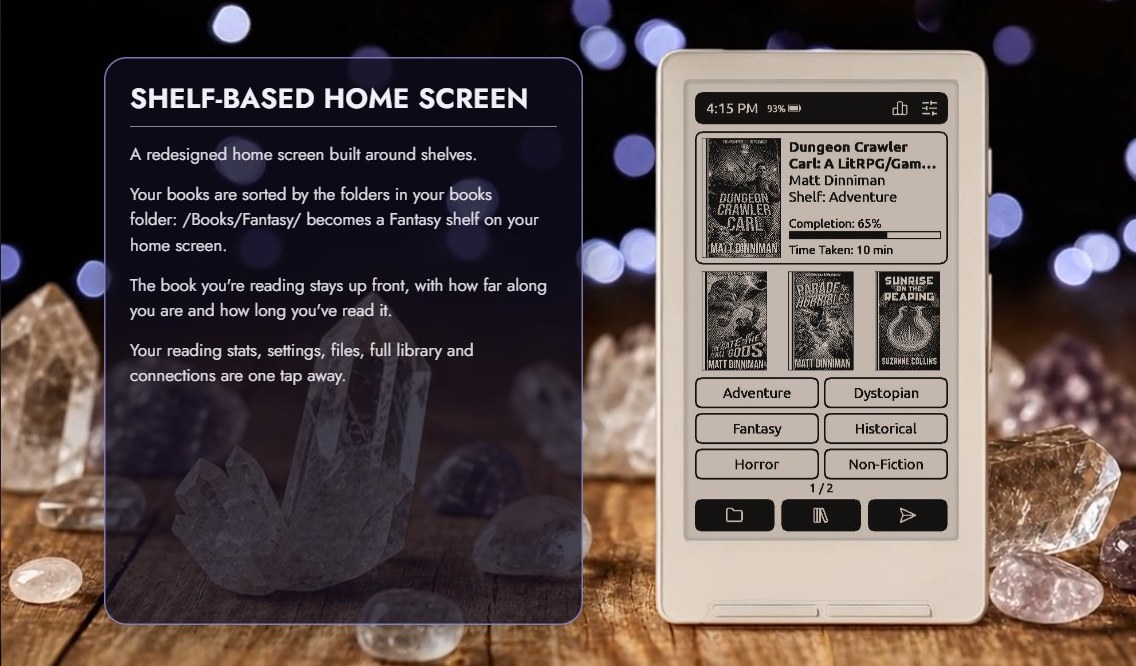 SHELF-BASED HOME SCREEN
A redesigned home screen built around shelves.
Your books are sorted by the folders in your books
folder: /Books/Fantasy/ becomes a Fantasy shelf on your
home screen.
The book you're reading stays up front, with how far along
you are and how long you've read it.
Your reading stats, settings, files, full library and
connections are one tap away.
4:15 PM 93%
Dungeon Crawler
Carl: A LitRPG/Gam...
Matt Dinniman
Shelf: Adventure
Completion: 65%
Time Taken: 10 min
DUNGEON
CRAWLER
CARL
MATT DINNIMAN
MATT DINNIMAN
PARADE
HORRIBLES
MATT DINNIMAN
SUNRISE
ON THE
REAPING
SUZANNE COLLINS
Adventure
Dystopian
Fantasy
Historical
Horror
Non-Fiction
1 / 2